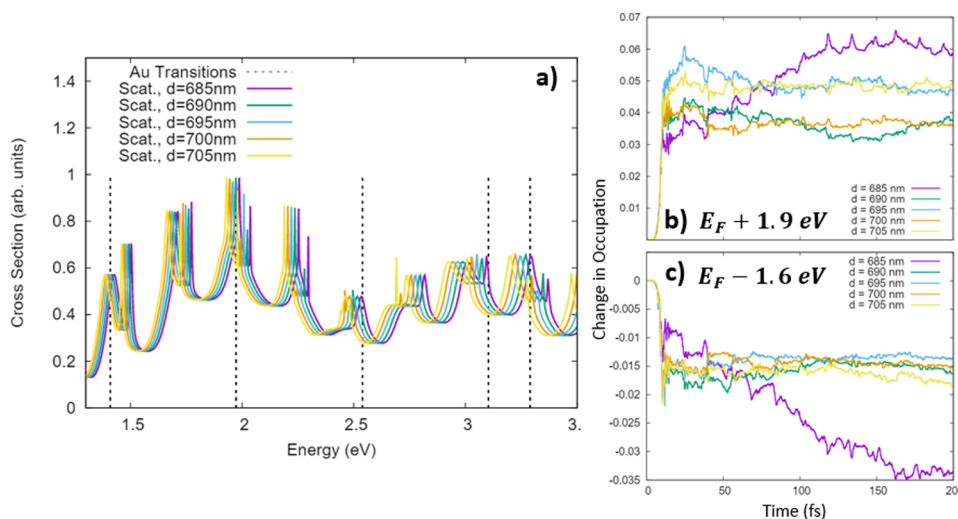 a)
Au Transitions
Scat., d=685nm
Scat., d=690nm
Scat., d=695nm
Scat., d=700nm
Scat., d=705nm
Cross Section (arb. units)
1.4
1.2
1
0.8
0.6
0.4
0.2
0
1.5
2
2.5
3
3.
Energy (eV)
0.07
0.06
0.05
0.04
0.03
0.02
0.01
d = 685 nm
d = 690 nm
d = 695 nm
d = 700 nm
d = 705 nm
b) E_F + 1.9 eV
Change in Occupation
c) E_F − 1.6 eV
d = 685 nm
d = 690 nm
d = 695 nm
d = 700 nm
d = 705 nm
0
-0.005
-0.01
-0.015
-0.02
-0.025
-0.03
-0.035
0
50
100
150
20
Time (fs)